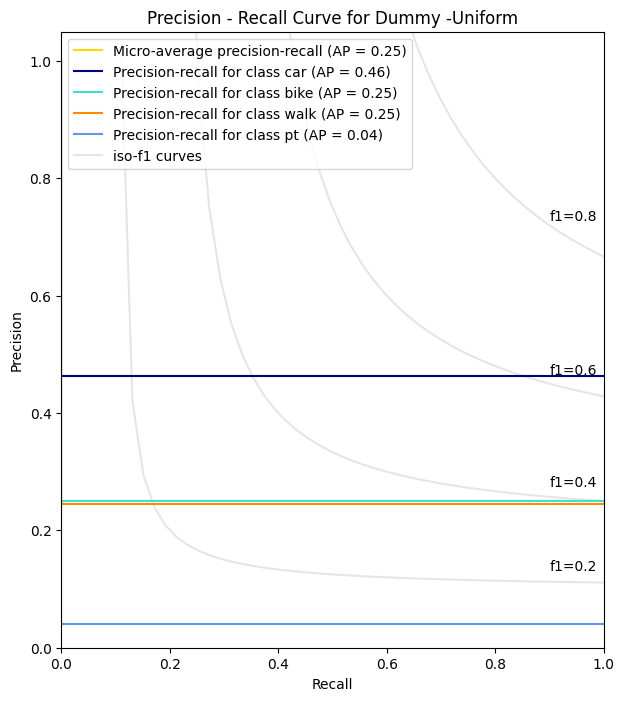 Precision - Recall Curve for Dummy -Uniform
Micro-average precision-recall (AP = 0.25)
Precision-recall for class car (AP = 0.46)
Precision-recall for class bike (AP = 0.25)
Precision-recall for class walk (AP = 0.25)
Precision-recall for class pt (AP = 0.04)
iso-f1 curves
1.0
0.8
0.6
0.4
0.2
0.0
Precision
f1=0.8
f1=0.6
f1=0.4
f1=0.2
0.0 0.2 0.4 0.6 0.8 1.0
Recall